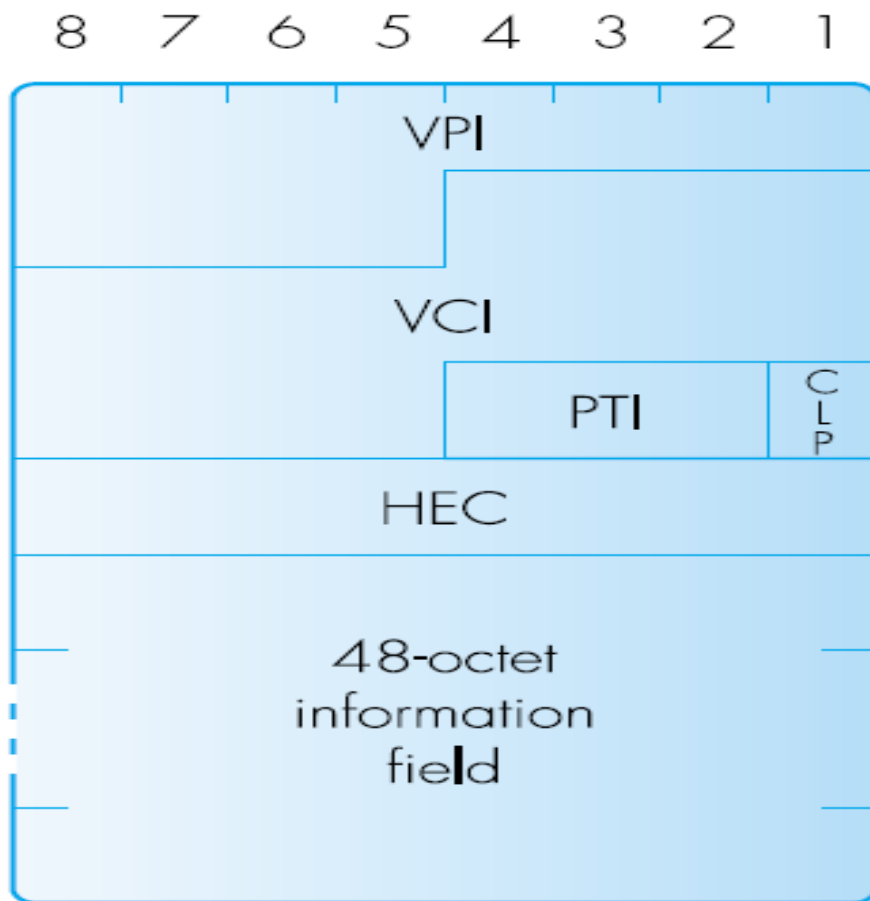 8 7 6 5 4 3 2 1
VPI
VCI
PTI
C
L
P
HEC
48-octet
information
field